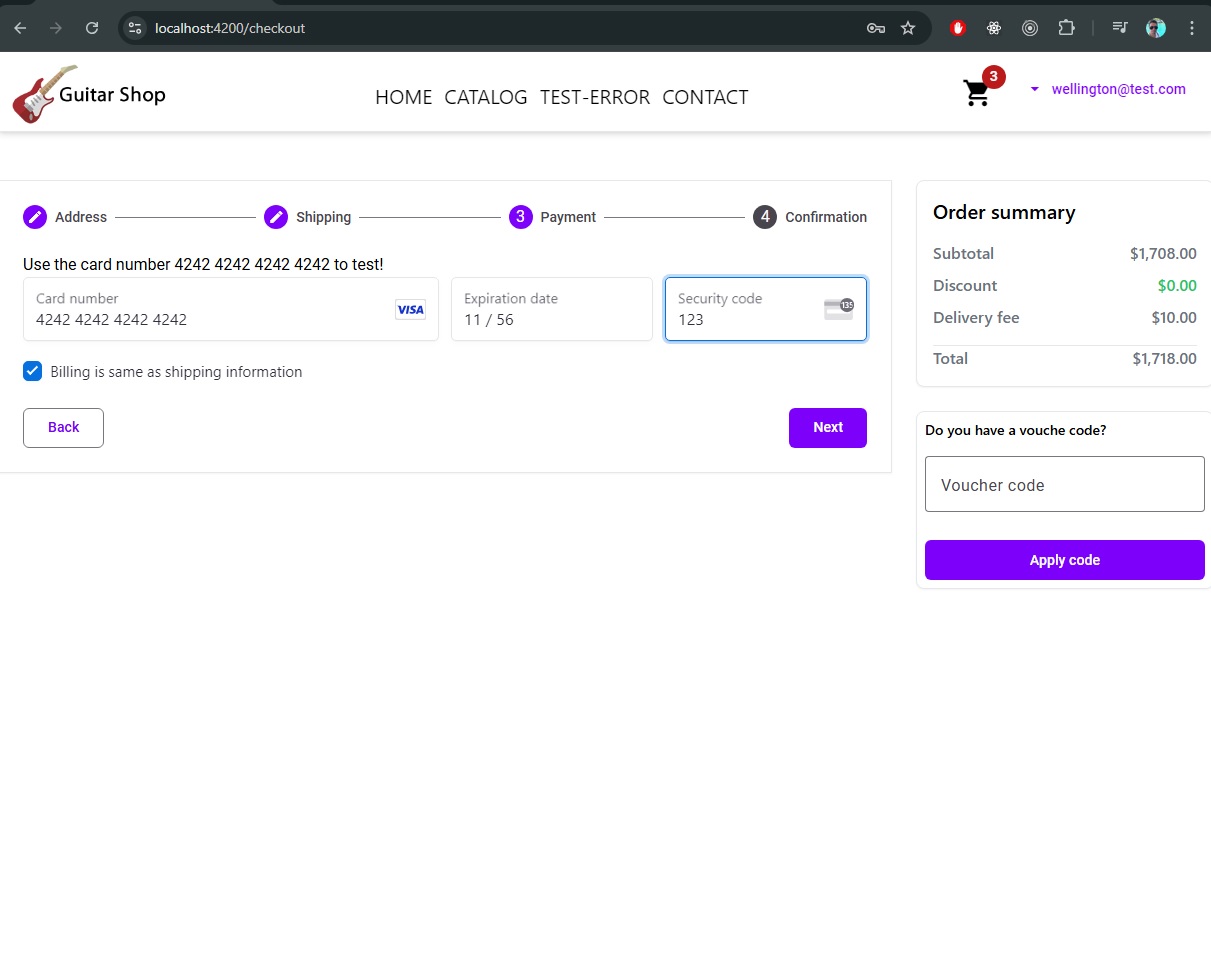 localhost:4200/checkout
Guitar Shop
HOME CATALOG TEST-ERROR CONTACT
3
wellington@test.com
Address
Shipping
3 Payment
4 Confirmation
Use the card number 4242 4242 4242 4242 to test!
Card number
4242 4242 4242 4242
VISA
Expiration date
11 / 56
Security code
123
135
Billing is same as shipping information
Back
Next
Order summary
Subtotal $1,708.00
Discount $0.00
Delivery fee $10.00
Total $1,718.00
Do you have a vouche code?
Voucher code
Apply code